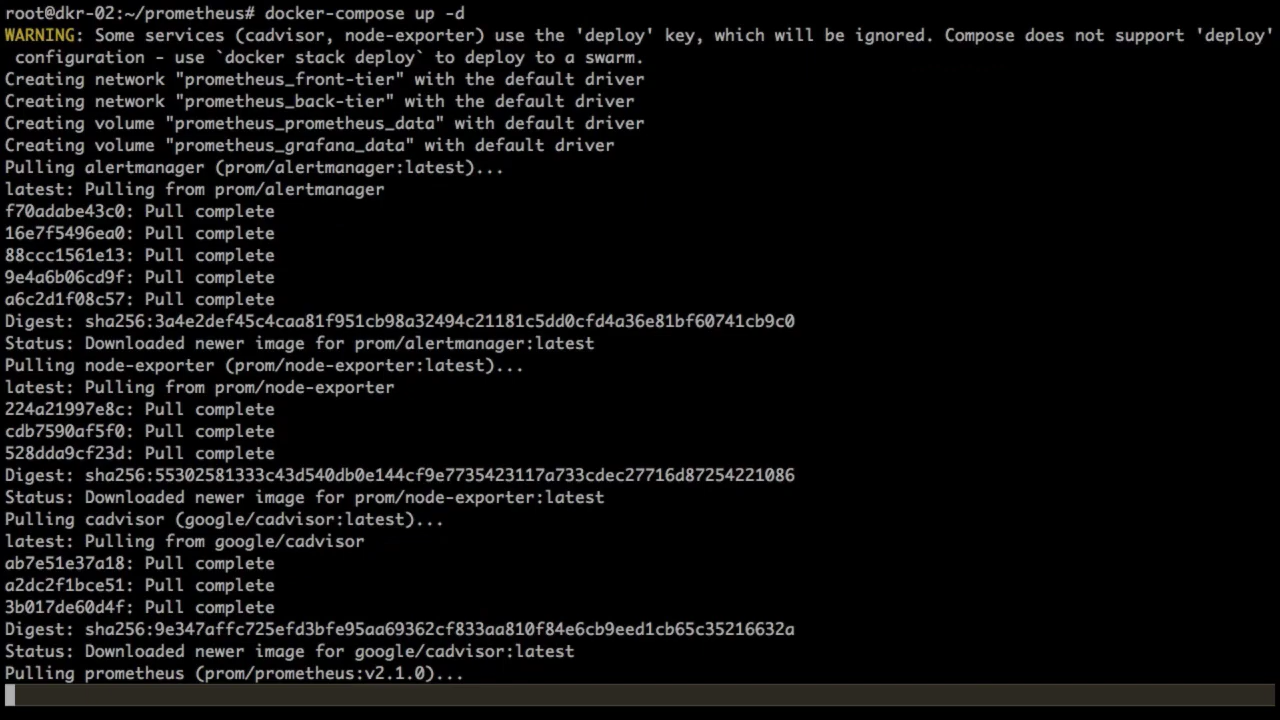 root@dkr-02:~/prometheus# docker-compose up -d
WARNING: Some services (cadvisor, node-exporter) use the 'deploy' key, which will be ignored. Compose does not support 'deploy'
configuration - use `docker stack deploy` to deploy to a swarm.
Creating network "prometheus_front-tier" with the default driver
Creating network "prometheus_back-tier" with the default driver
Creating volume "prometheus_prometheus_data" with default driver
Creating volume "prometheus_grafana_data" with default driver
Pulling alertmanager (prom/alertmanager:latest)...
latest: Pulling from prom/alertmanager
f70adabe43c0: Pull complete
16e7f5496ea0: Pull complete
88ccc1561e13: Pull complete
9e4a6b06cd9f: Pull complete
a6c2d1f08c57: Pull complete
Digest: sha256:3a4e2def45c4caa81f951cb98a32494c21181c5dd0cfd4a36e81bf60741cb9c0
Status: Downloaded newer image for prom/alertmanager:latest
Pulling node-exporter (prom/node-exporter:latest)...
latest: Pulling from prom/node-exporter
224a21997e8c: Pull complete
cdb7590af5f0: Pull complete
528dda9cf23d: Pull complete
Digest: sha256:55302581333c43d540db0e144cf9e7735423117a733cdec27716d87254221086
Status: Downloaded newer image for prom/node-exporter:latest
Pulling cadvisor (google/cadvisor:latest)...
latest: Pulling from google/cadvisor
ab7e51e37a18: Pull complete
a2dc2f1bce51: Pull complete
3b017de60d4f: Pull complete
Digest: sha256:9e347affc725efd3bfe95aa69362cf833aa810f84e6cb9eed1cb65c35216632a
Status: Downloaded newer image for google/cadvisor:latest
Pulling prometheus (prom/prometheus:v2.1.0)...